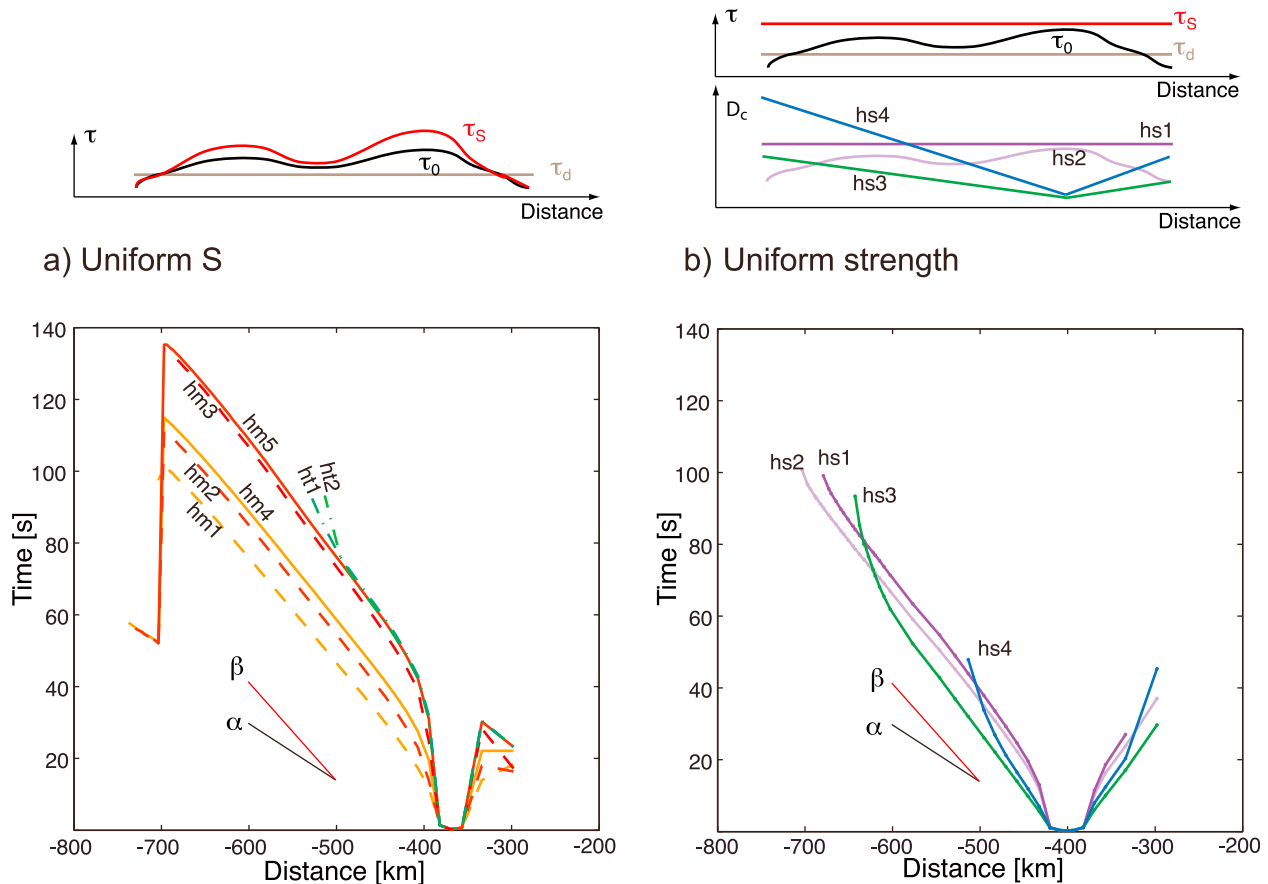 τ
τS
τ0
τd
Distance
a) Uniform S
τ
τS
τ0
τd
Distance
Dc
hs4
hs1
hs2
hs3
Distance
b) Uniform strength
140
120
100
80
60
40
20
Time [s]
hm3
hm5
ht1
ht2
hm2
hm4
hm1
β
α
-800
-700
-600
-500
-400
-300
-200
Distance [km]
140
120
100
80
60
40
20
Time [s]
hs2
hs1
hs3
hs4
β
α
-800
-700
-600
-500
-400
-300
-200
Distance [km]